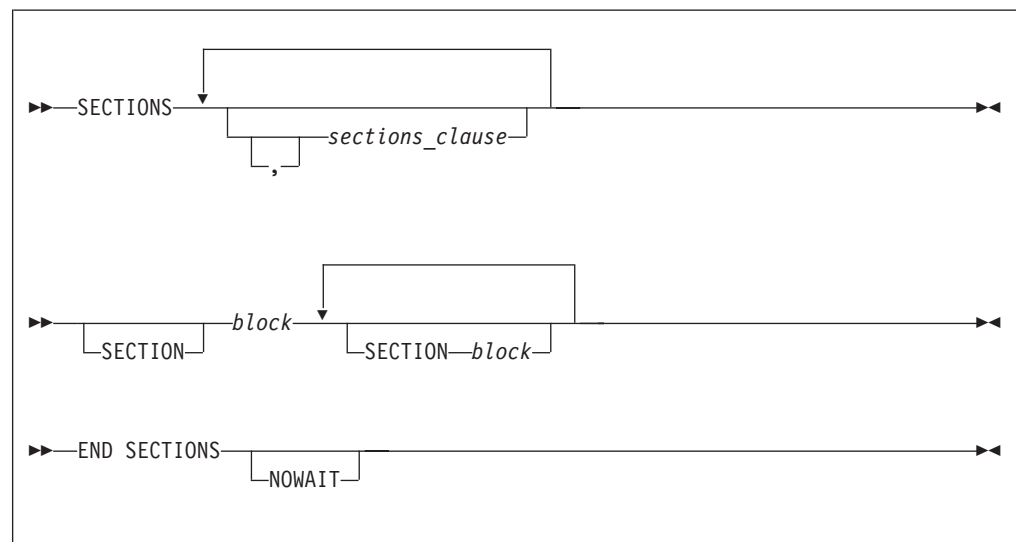 SECTIONS
sections_clause
,
block
SECTION
SECTION block
END SECTIONS
NOWAIT